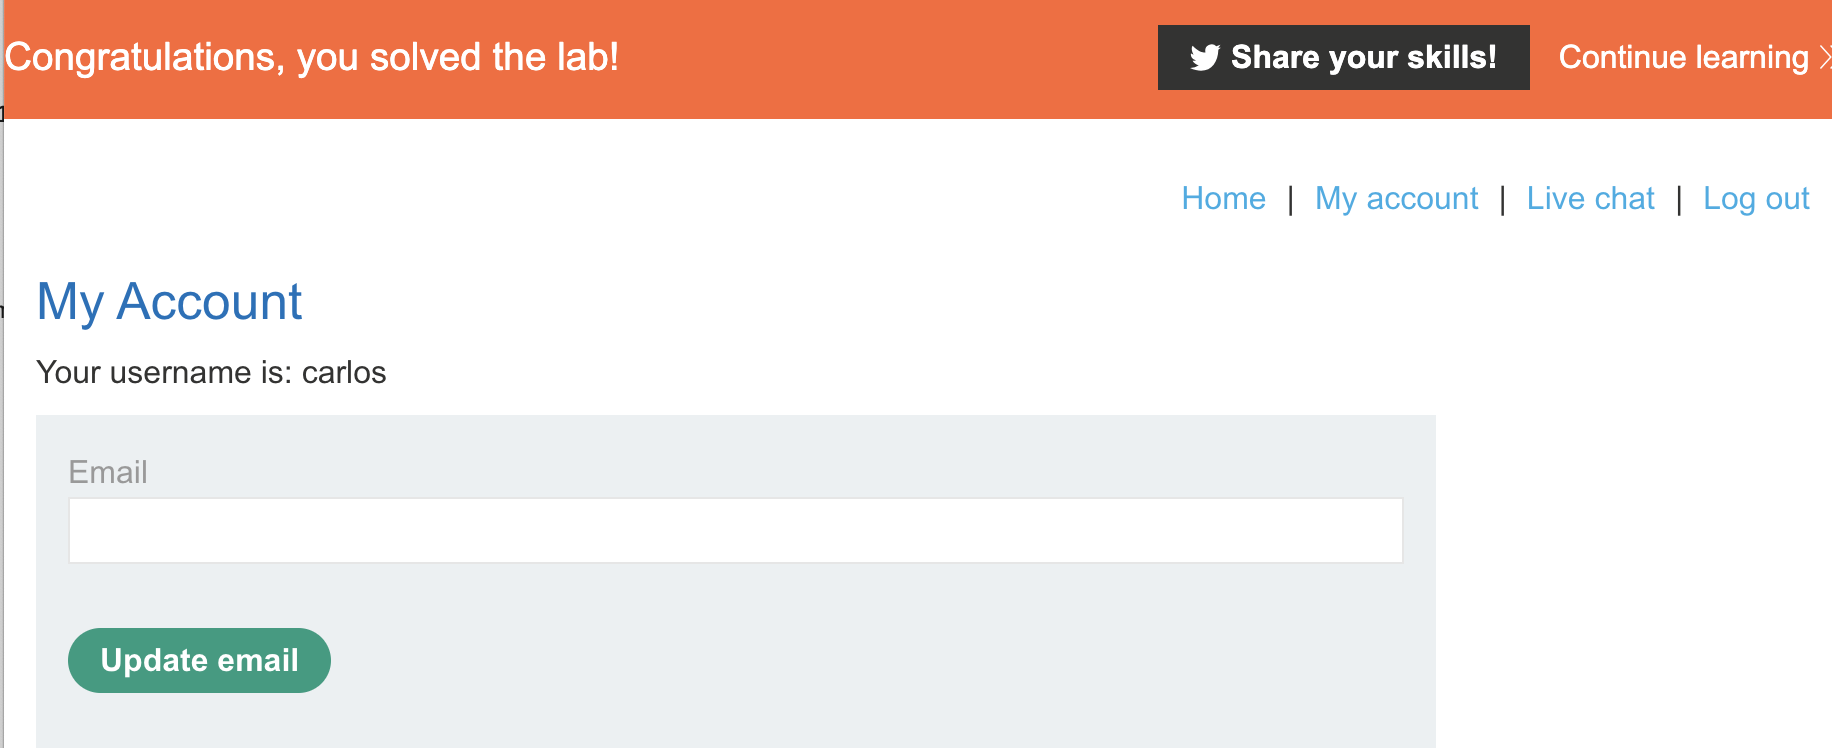 Congratulations, you solved the lab!
Share your skills!
Continue learning
Home | My account | Live chat | Log out
My Account
Your username is: carlos
Email
Update email